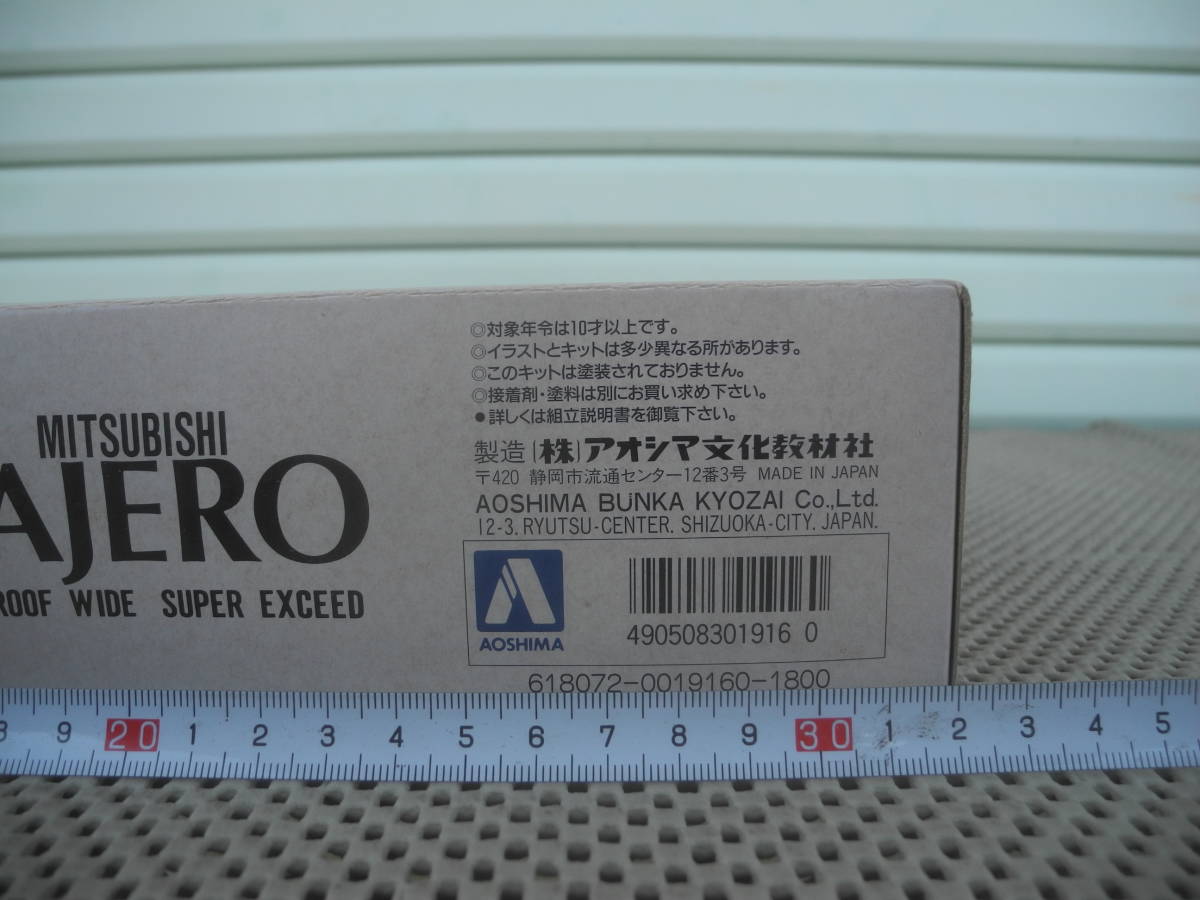 MITSUBISHI
AJERO
ROOF WIDE SUPER EXCEED
◎対象年令は10才以上です。
◎イラストとキットは多少異なる所があります。
◎このキットは塗装されておりません。
◎接着剤・塗料は別にお買い求め下さい。
●詳しくは組立説明書を御覧下さい。
製造 (株)アオシマ文化教材社
〒420 静岡市流通センター12番3号 MADE IN JAPAN
AOSHIMA BUNKA KYOZAI Co.,Ltd.
12-3. RYUTSU-CENTER. SHIZUOKA-CITY. JAPAN.
AOSHIMA
490508301916 0
618072-0019160-1800
8 9 20 1 2 3 4 5 6 7 8 9 30 1 2 3 4 5